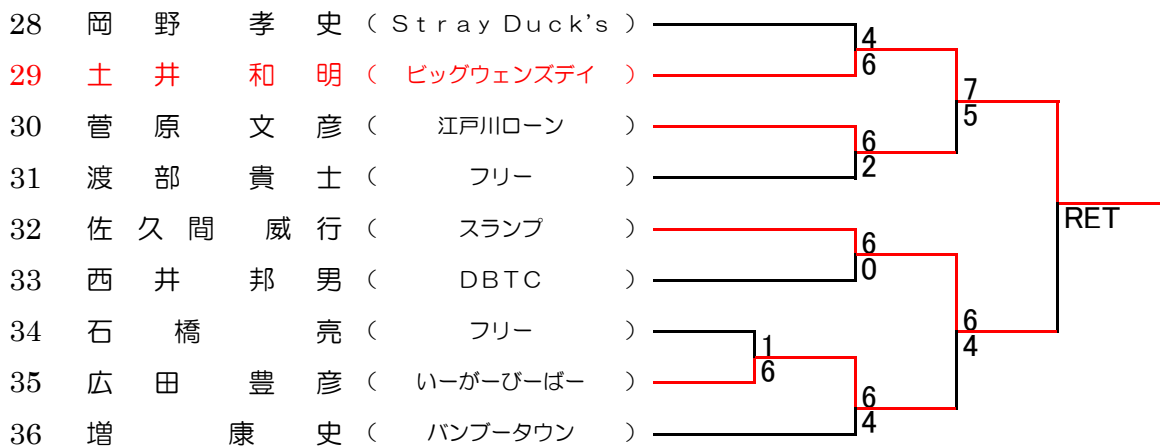 28 岡野 孝史 ( Stray Duck's )
4
29 土井 和明 ( ビッグウェンズデイ )
6
7
5
30 菅原 文彦 ( 江戸川ローン )
6
2
31 渡部 貴士 ( フリー )
RET
32 佐久間 威行 ( スランプ )
6
0
33 西井 邦男 ( DBTC )
34 石橋 亮 ( フリー )
1
6
6
4
35 広田 豊彦 ( いーがーびーばー )
6
4
36 増 康史 ( バンブータウン )